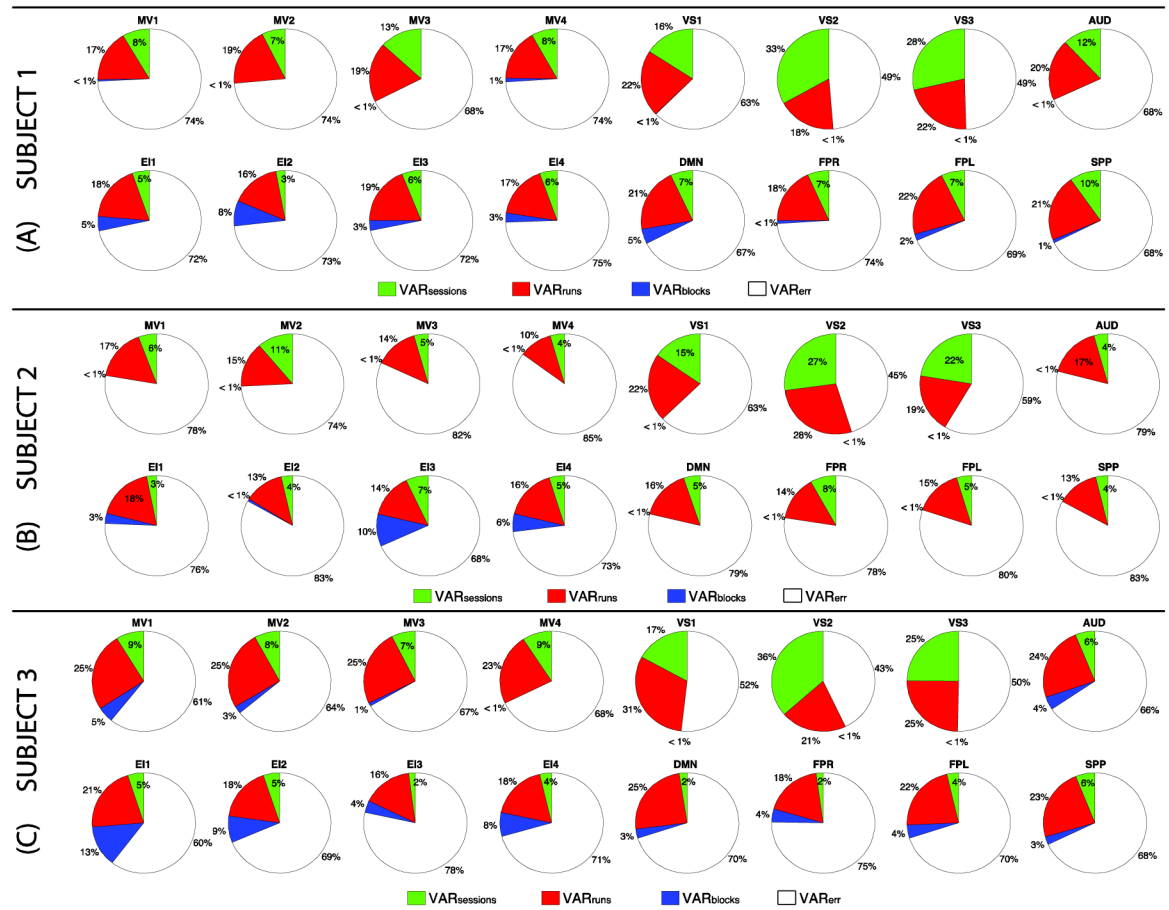 (A) SUBJECT 1
MV1 MV2 MV3 MV4 VS1 VS2 VS3 AUD
17% 8% < 1% 74%
19% 7% < 1% 74%
13% 19% < 1% 68%
17% 8% 1% 74%
16% 22% < 1% 63%
33% 49% 18% < 1%
28% 49% 22% < 1%
12% 20% < 1% 68%
EI1 EI2 EI3 EI4 DMN FPR FPL SPP
18% 5% 5% 72%
16% 3% 8% 73%
19% 6% 3% 72%
17% 6% 3% 75%
21% 7% 5% 67%
18% 7% < 1% 74%
22% 7% 2% 69%
21% 10% 1% 68%
VARsessions VARruns VARblocks VARerr
(B) SUBJECT 2
MV1 MV2 MV3 MV4 VS1 VS2 VS3 AUD
17% 6% < 1% 78%
15% 11% < 1% 74%
14% 5% < 1% 82%
10% 4% < 1% 85%
15% 22% < 1% 63%
27% 45% 28% < 1%
22% 19% 59% < 1%
4% 17% < 1% 79%
EI1 EI2 EI3 EI4 DMN FPR FPL SPP
3% 18% 3% 76%
13% 4% < 1% 83%
14% 7% 10% 68%
16% 5% 6% 73%
16% 5% < 1% 79%
14% 8% < 1% 78%
15% 5% < 1% 80%
13% 4% < 1% 83%
VARsessions VARruns VARblocks VARerr
(C) SUBJECT 3
MV1 MV2 MV3 MV4 VS1 VS2 VS3 AUD
9% 25% 5% 61%
8% 25% 3% 64%
7% 25% 1% 67%
9% 23% < 1% 68%
17% 52% 31% < 1%
36% 43% 21% < 1%
25% 50% 25% < 1%
6% 24% 4% 66%
EI1 EI2 EI3 EI4 DMN FPR FPL SPP
21% 5% 13% 60%
18% 5% 9% 69%
16% 2% 4% 78%
18% 4% 8% 71%
25% 2% 3% 70%
18% 2% 4% 75%
22% 4% 4% 70%
23% 6% 3% 68%
VARsessions VARruns VARblocks VARerr